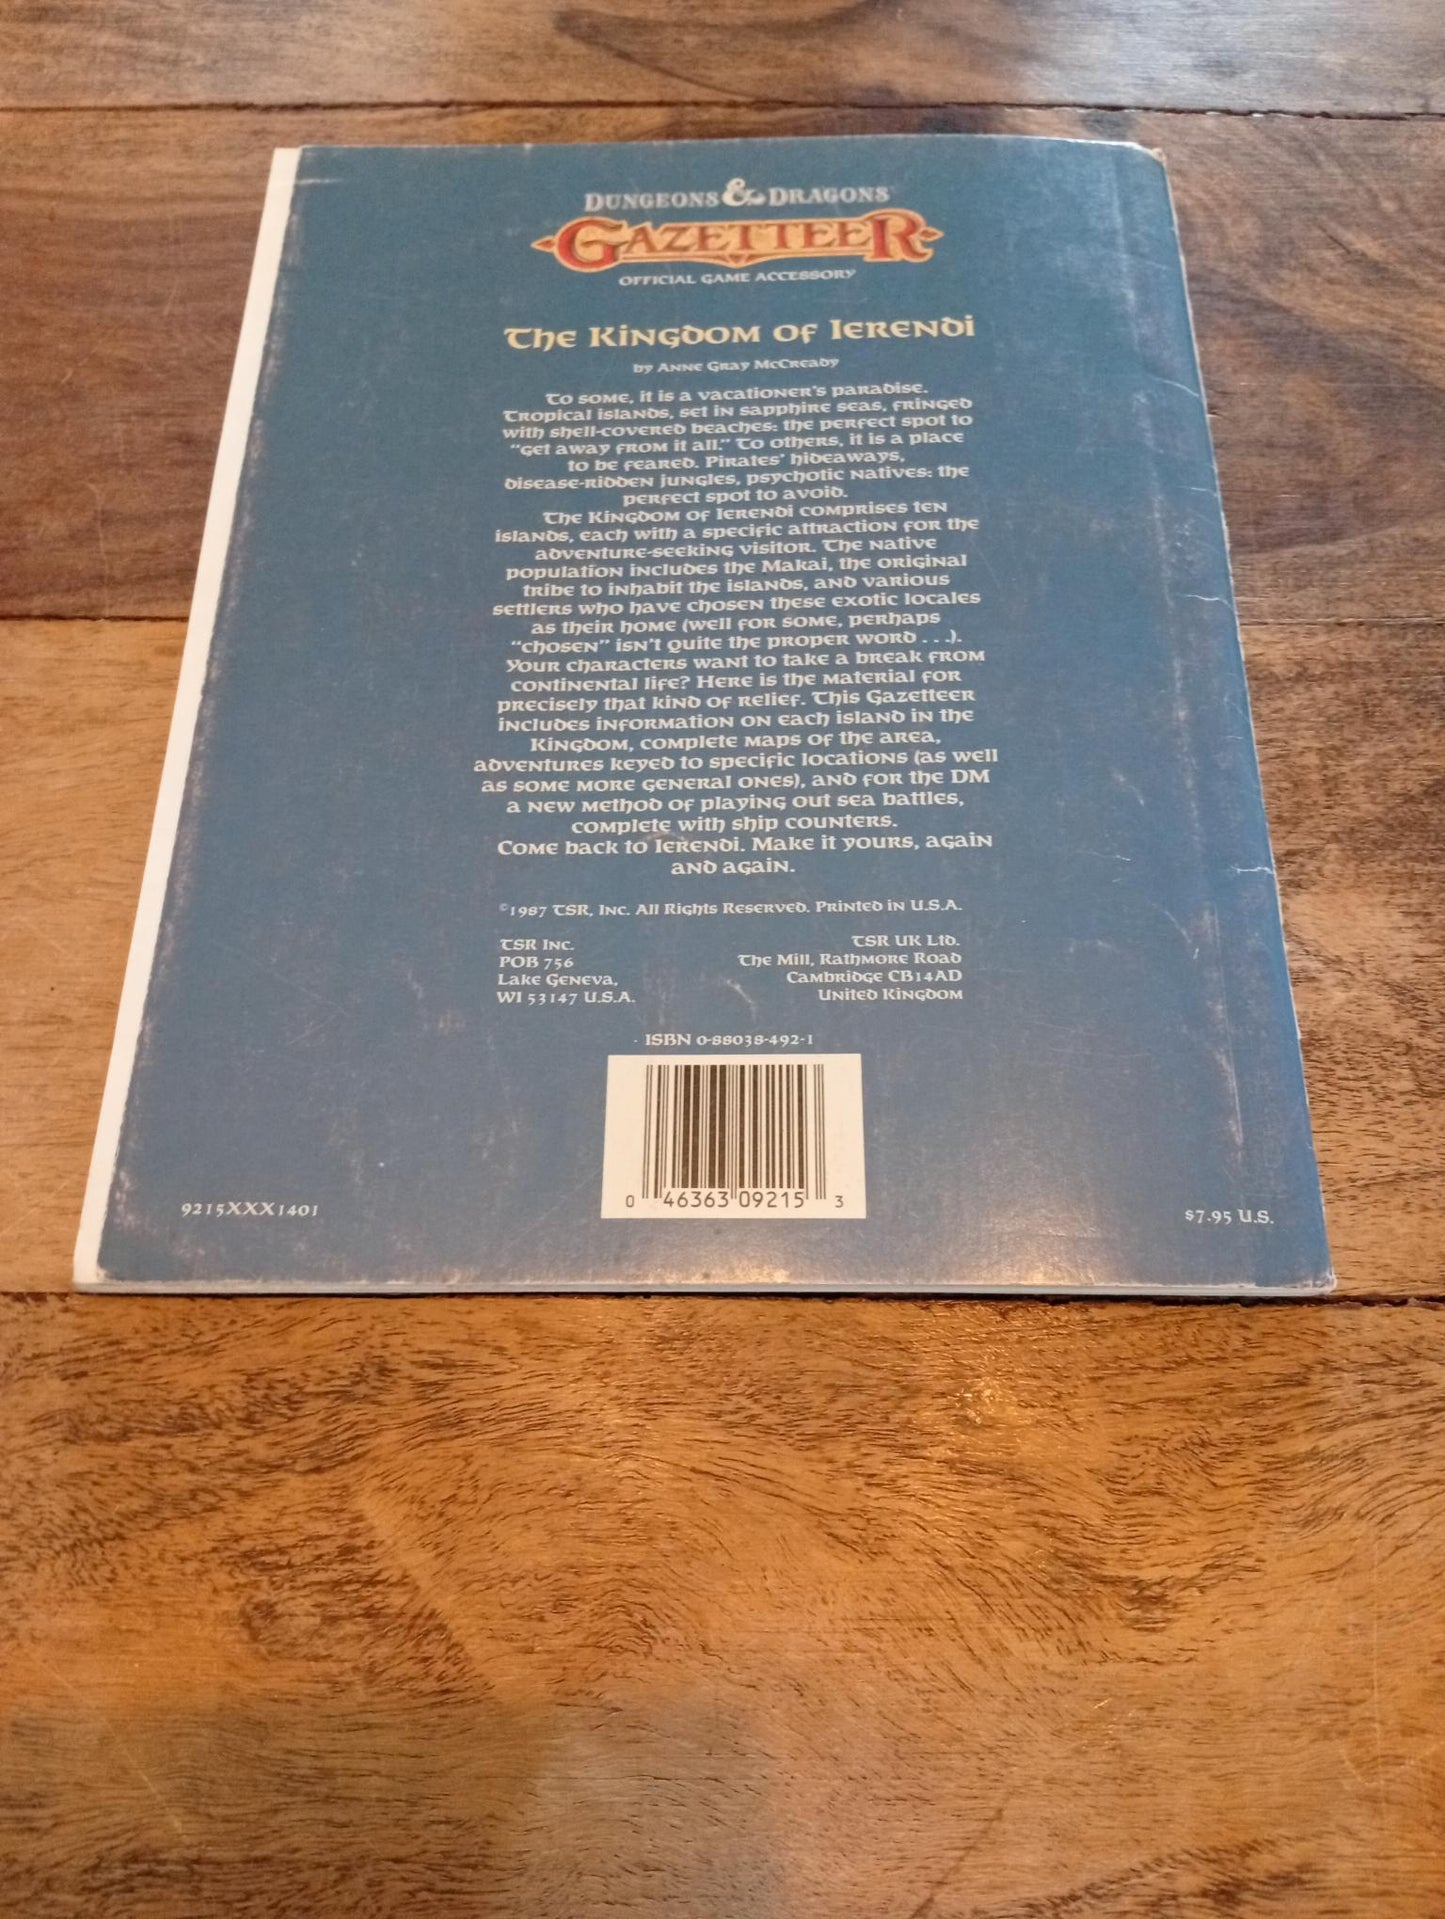 DUNGEONS & DRAGONS
GAZETTEER
OFFICIAL GAME ACCESSORY
The Kingdom of Ierendi
by Anne Gray McCready
To some, it is a vacationer's paradise.
Tropical islands, set in sapphire seas, fringed
with shell-covered beaches: the perfect spot to
“get away from it all.” To others, it is a place
to be feared. Pirates' hideaways,
disease-ridden jungles, psychotic natives: the
perfect spot to avoid.
The Kingdom of Ierendi comprises ten
islands, each with a specific attraction for the
adventure-seeking visitor. The native
population includes the Makai, the original
tribe to inhabit the islands, and various
settlers who have chosen these exotic locales
as their home (well for some, perhaps
“chosen” isn't quite the proper word . . .).
Your characters want to take a break from
continental life? Here is the material for
precisely that kind of relief. This Gazetteer
includes information on each island in the
Kingdom, complete maps of the area,
adventures keyed to specific locations (as well
as some more general ones), and for the DM
a new method of playing out sea battles,
complete with ship counters.
Come back to Ierendi. Make it yours, again
and again.
©1987 TSR, Inc. All Rights Reserved. Printed in U.S.A.
TSR Inc.
POB 756
Lake Geneva,
WI 53147 U.S.A.
TSR UK Ltd.
The Mill, Rathmore Road
Cambridge CB14AD
United Kingdom
ISBN 0-88038-492-1
0 46363 09215 3
9215XXX1401
$7.95 U.S.